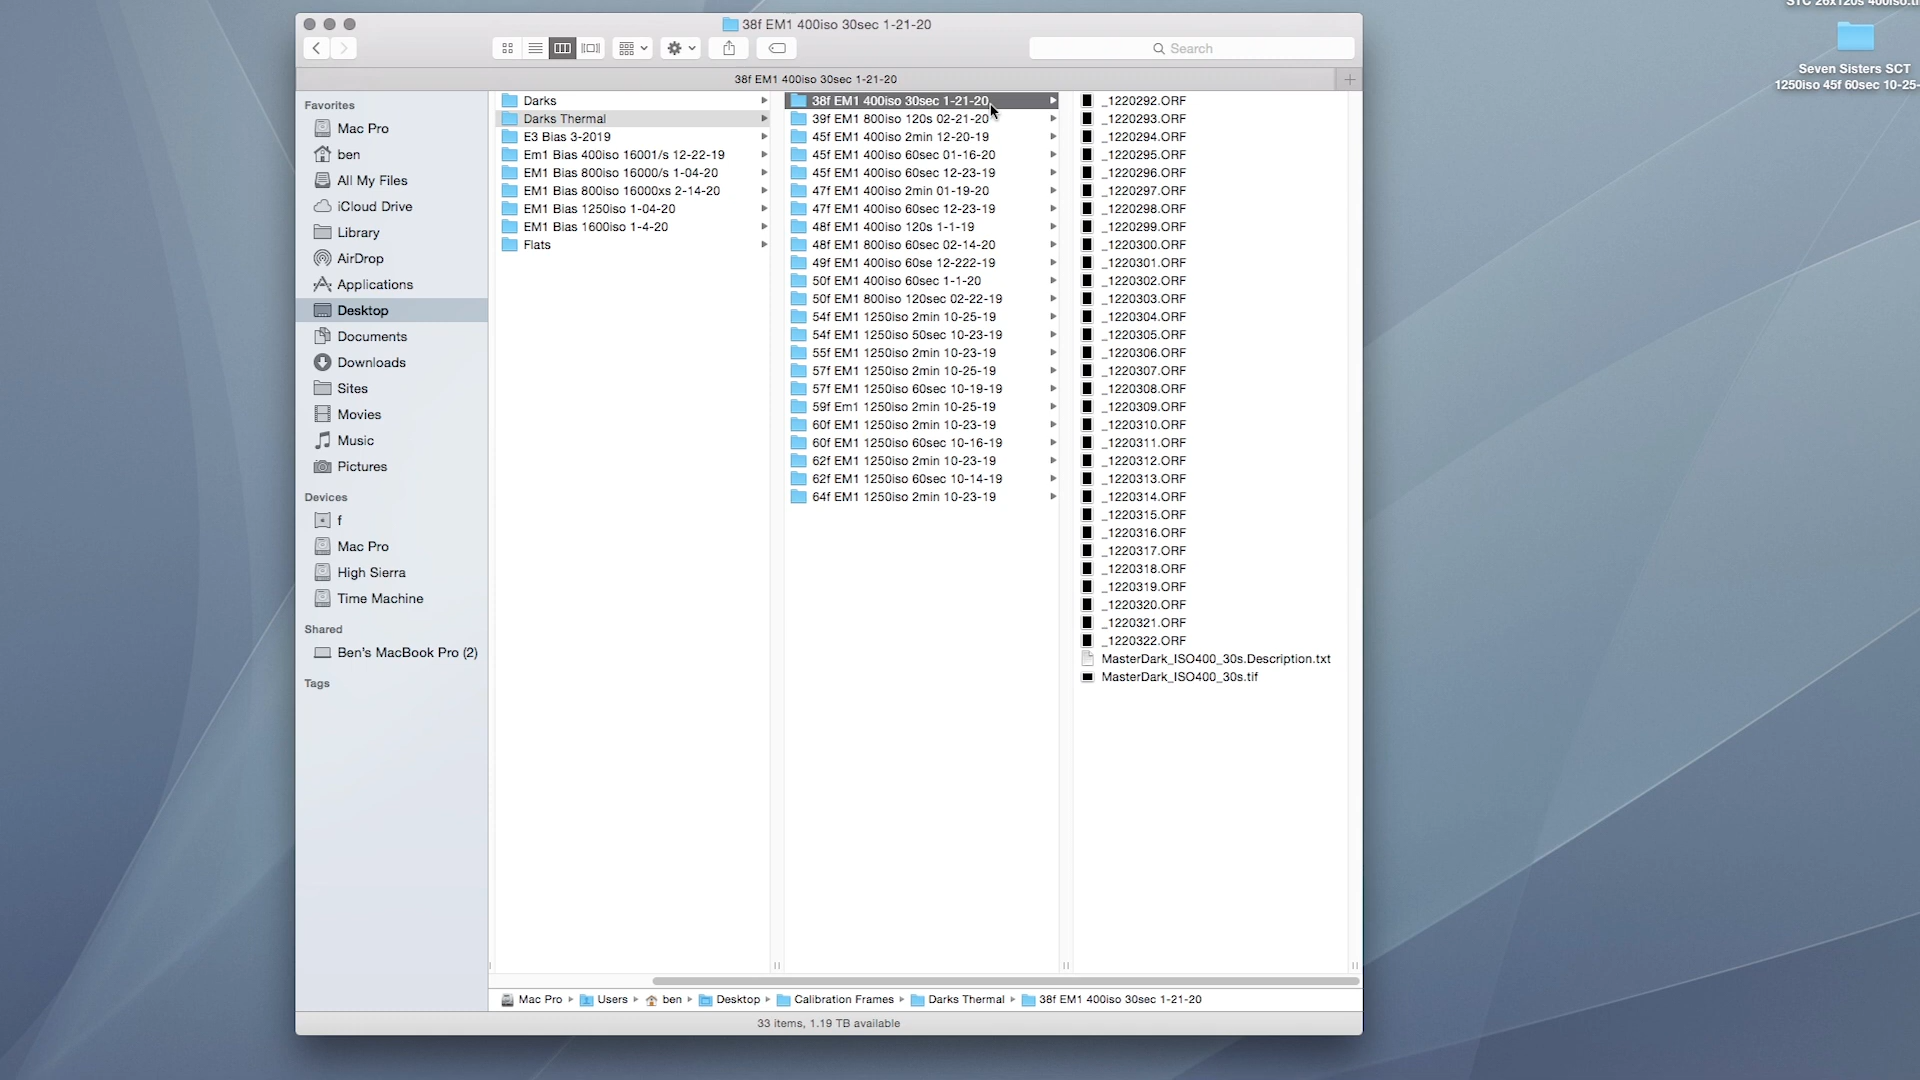 38f EM1 400iso 30sec 1-21-20
Search
38f EM1 400iso 30sec 1-21-20
Favorites
Mac Pro
ben
All My Files
iCloud Drive
Library
AirDrop
Applications
Desktop
Documents
Downloads
Sites
Movies
Music
Pictures
Devices
f
Mac Pro
High Sierra
Time Machine
Shared
Ben's MacBook Pro (2)
Tags
Darks
Darks Thermal
E3 Bias 3-2019
Em1 Bias 400iso 16001/s 12-22-19
EM1 Bias 800iso 16000/s 1-04-20
EM1 Bias 800iso 16000xs 2-14-20
EM1 Bias 1250iso 1-04-20
EM1 Bias 1600iso 1-4-20
Flats
38f EM1 400iso 30sec 1-21-20
39f EM1 800iso 120s 02-21-20
45f EM1 400iso 2min 12-20-19
45f EM1 400iso 60sec 01-16-20
45f EM1 400iso 60sec 12-23-19
47f EM1 400iso 2min 01-19-20
47f EM1 400iso 60sec 12-23-19
48f EM1 400iso 120s 1-1-19
48f EM1 800iso 60sec 02-14-20
49f EM1 400iso 60se 12-222-19
50f EM1 400iso 60sec 1-1-20
50f EM1 800iso 120sec 02-22-19
54f EM1 1250iso 2min 10-25-19
54f EM1 1250iso 50sec 10-23-19
55f EM1 1250iso 2min 10-23-19
57f EM1 1250iso 2min 10-25-19
57f EM1 1250iso 60sec 10-19-19
59f Em1 1250iso 2min 10-25-19
60f EM1 1250iso 2min 10-23-19
60f EM1 1250iso 60sec 10-16-19
62f EM1 1250iso 2min 10-23-19
62f EM1 1250iso 60sec 10-14-19
64f EM1 1250iso 2min 10-23-19
_1220292.ORF
_1220293.ORF
_1220294.ORF
_1220295.ORF
_1220296.ORF
_1220297.ORF
_1220298.ORF
_1220299.ORF
_1220300.ORF
_1220301.ORF
_1220302.ORF
_1220303.ORF
_1220304.ORF
_1220305.ORF
_1220306.ORF
_1220307.ORF
_1220308.ORF
_1220309.ORF
_1220310.ORF
_1220311.ORF
_1220312.ORF
_1220313.ORF
_1220314.ORF
_1220315.ORF
_1220316.ORF
_1220317.ORF
_1220318.ORF
_1220319.ORF
_1220320.ORF
_1220321.ORF
_1220322.ORF
MasterDark_ISO400_30s.Description.txt
MasterDark_ISO400_30s.tif
Mac Pro Users ben Desktop Calibration Frames Darks Thermal 38f EM1 400iso 30sec 1-21-20
33 items, 1.19 TB available
Seven Sisters SCT
1250iso 45f 60sec 10-25-